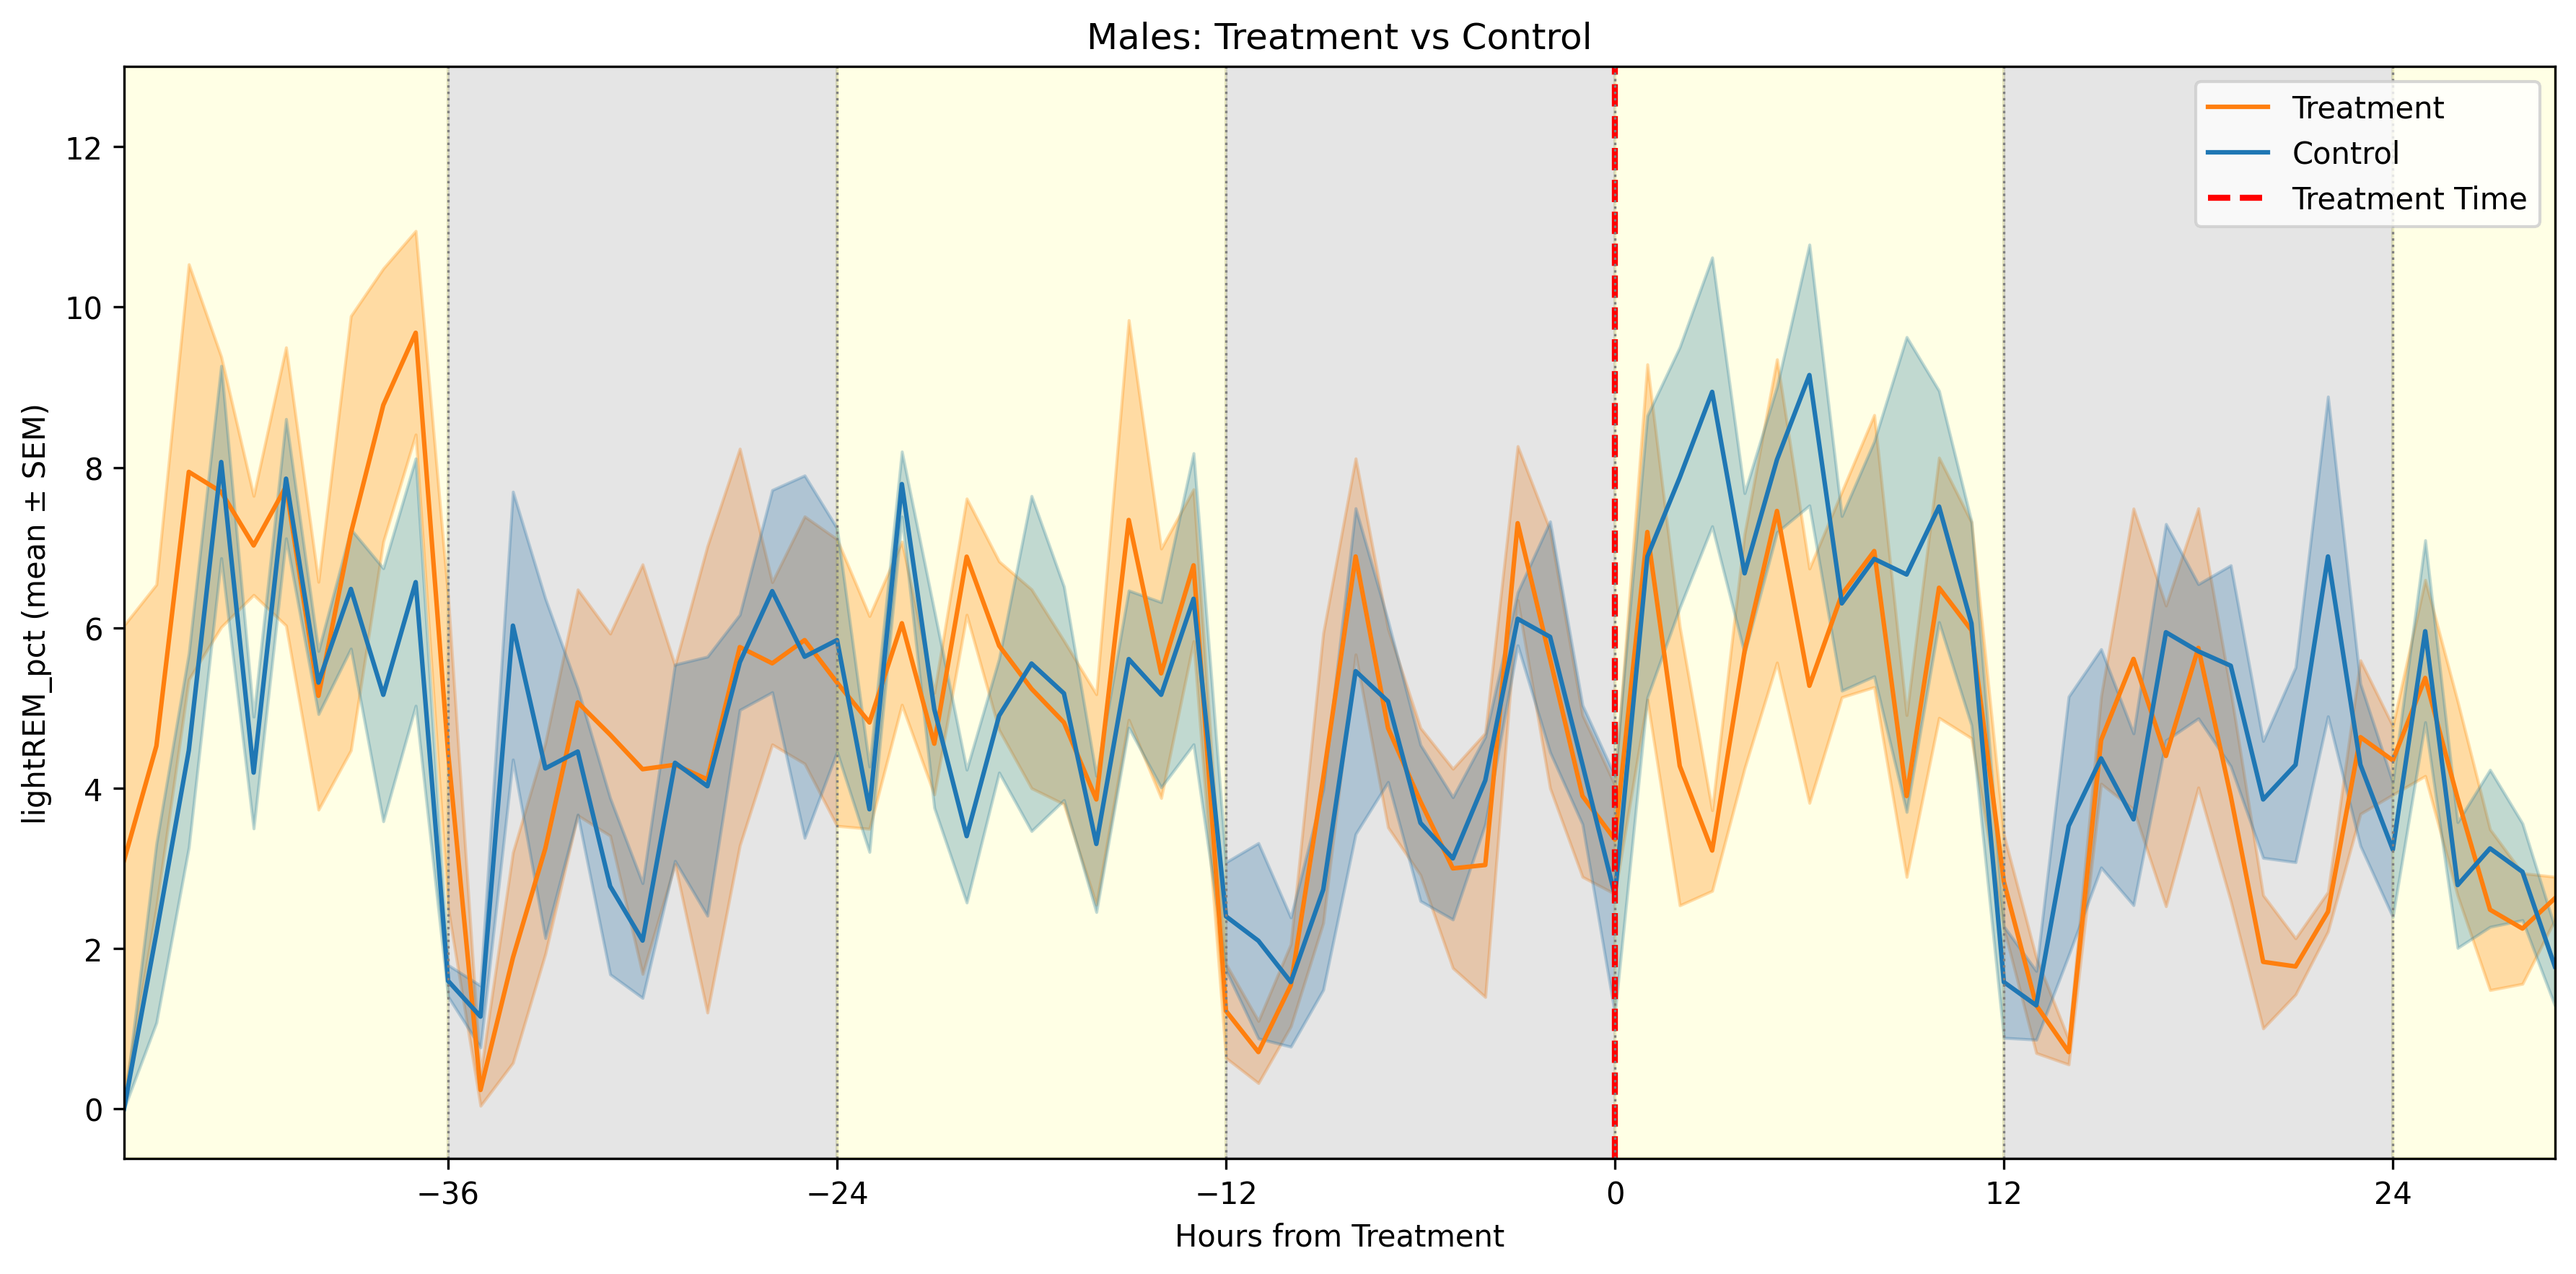 Males: Treatment vs Control
Treatment
Control
Treatment Time
lightREM_pct (mean ± SEM)
12
10
8
6
4
2
0
−36
−24
−12
0
12
24
Hours from Treatment